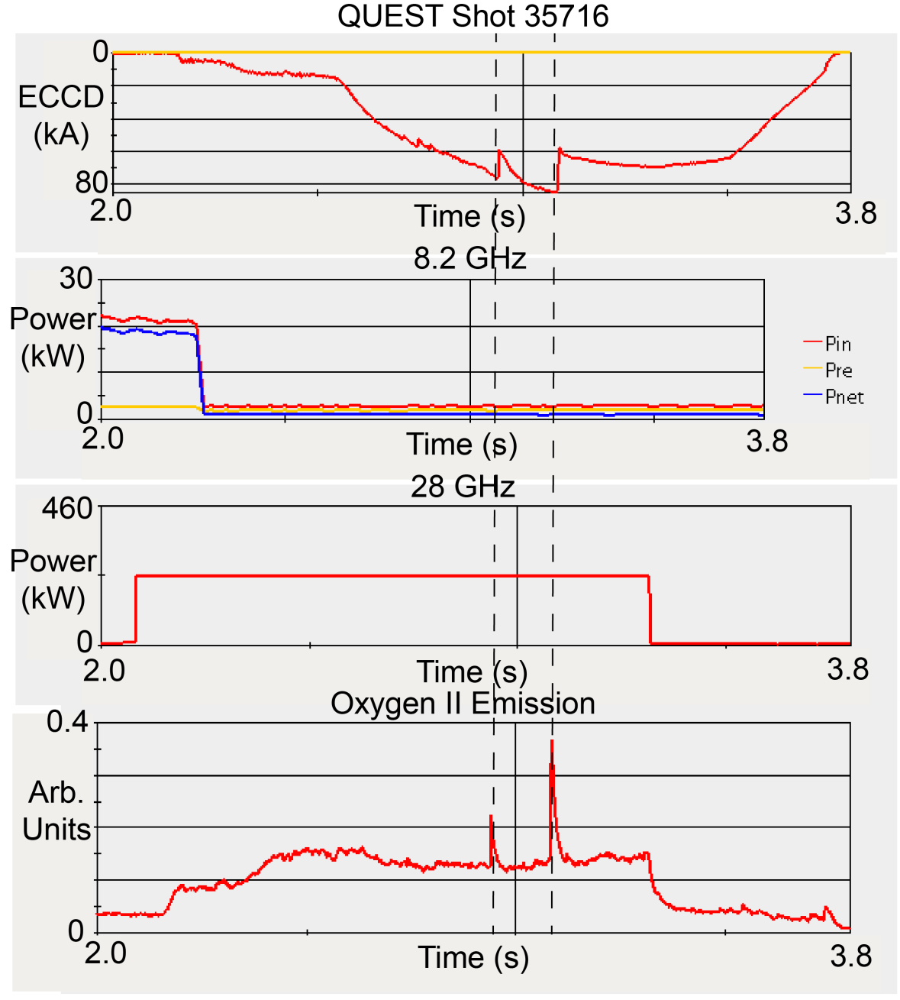 QUEST Shot 35716
0
ECCD
(kA)
80
2.0
Time (s)
3.8
8.2 GHz
30
Power
(kW)
0
Pin
Pre
Pnet
2.0
Time (s)
3.8
28 GHz
460
Power
(kW)
0
2.0
Time (s)
3.8
Oxygen II Emission
0.4
Arb.
Units
0
2.0
Time (s)
3.8